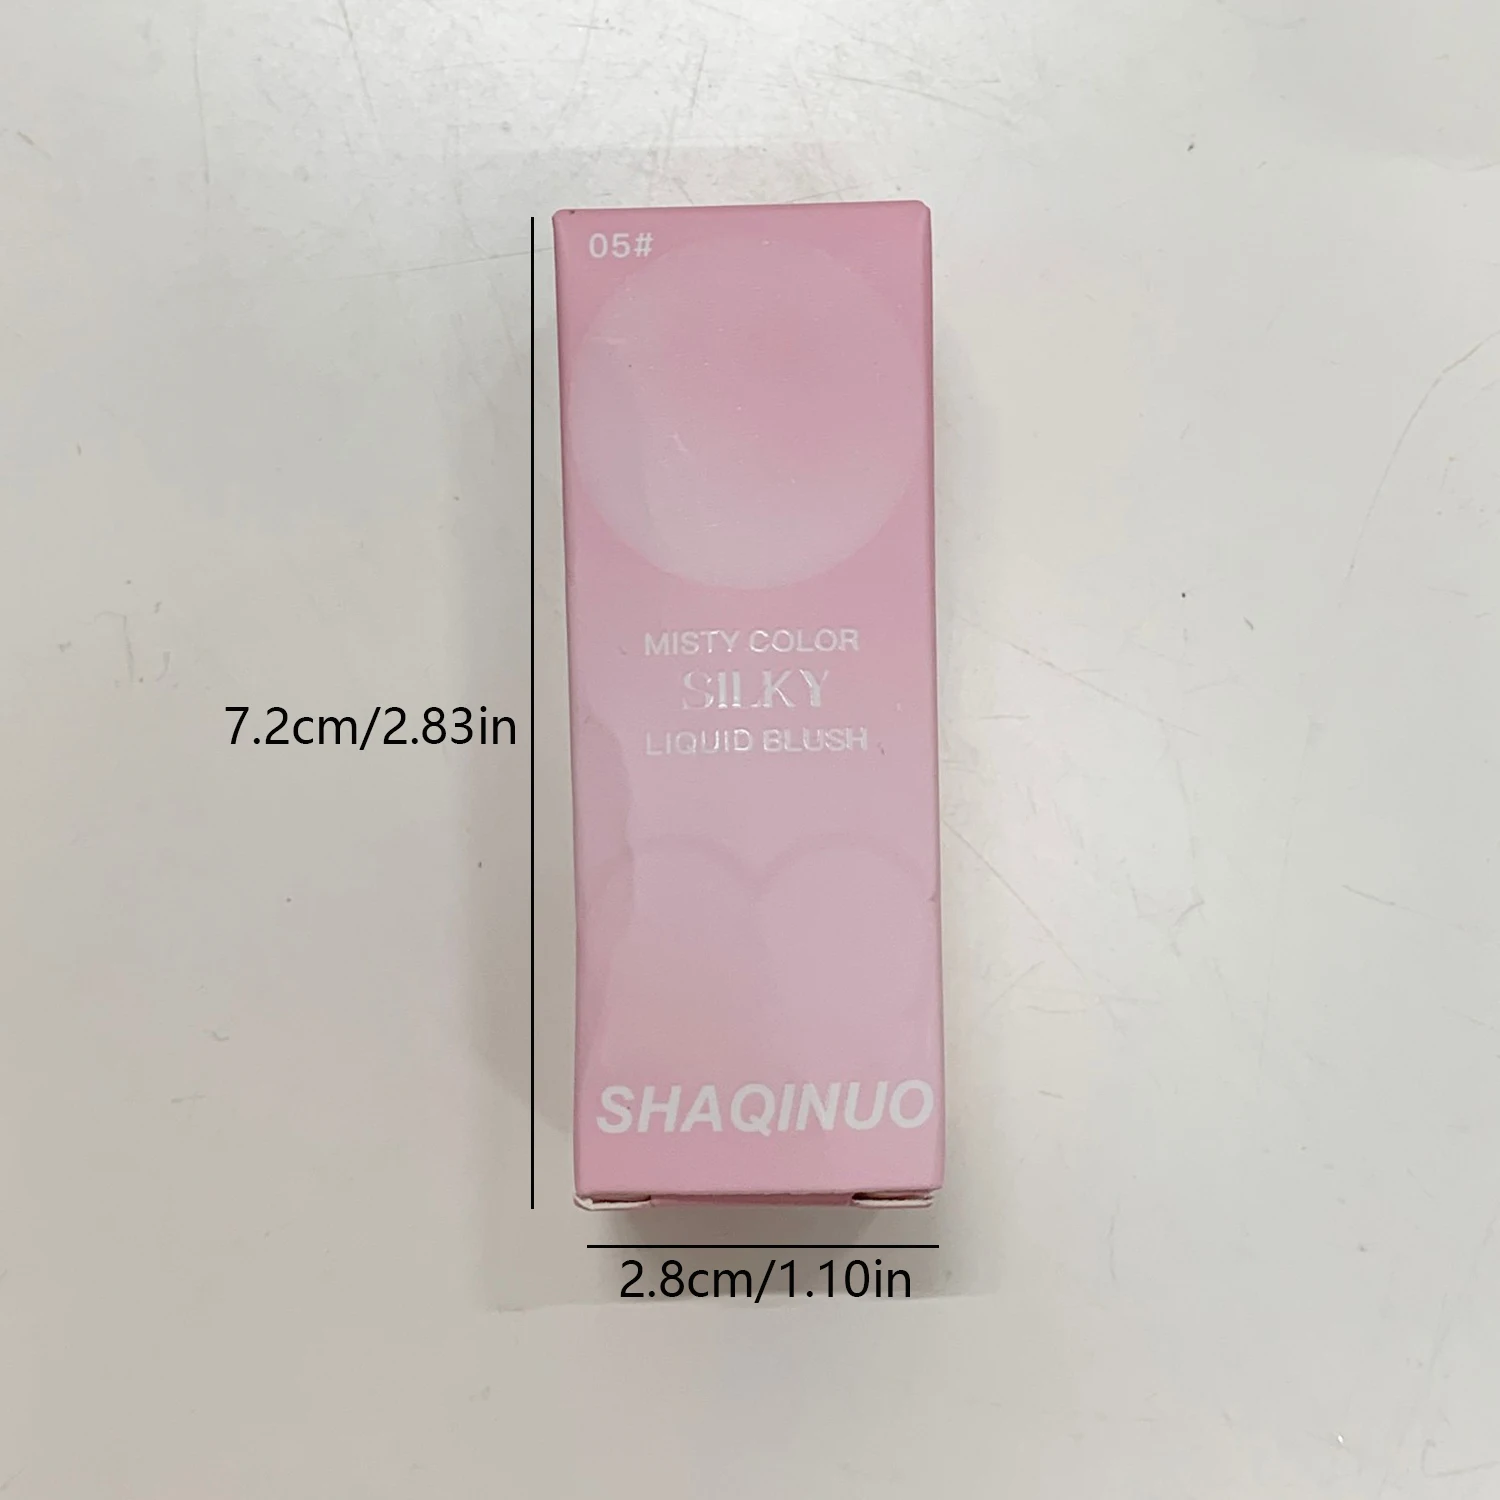 05#
MISTY COLOR
SILKY
LIQUID BLUSH
7.2cm/2.83in
SHAQINUO
2.8cm/1.10in